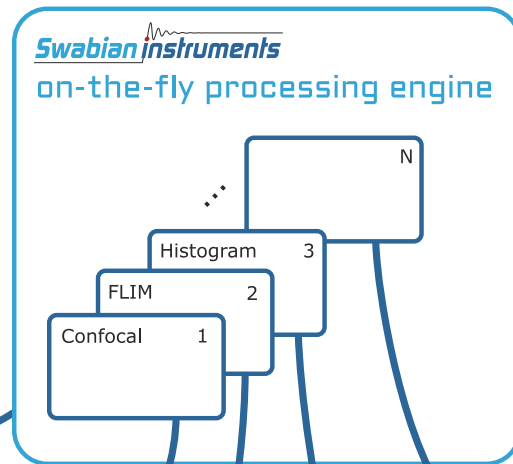 Swabian instruments
on-the-fly processing engine
N
...
Histogram 3
FLIM 2
Confocal 1